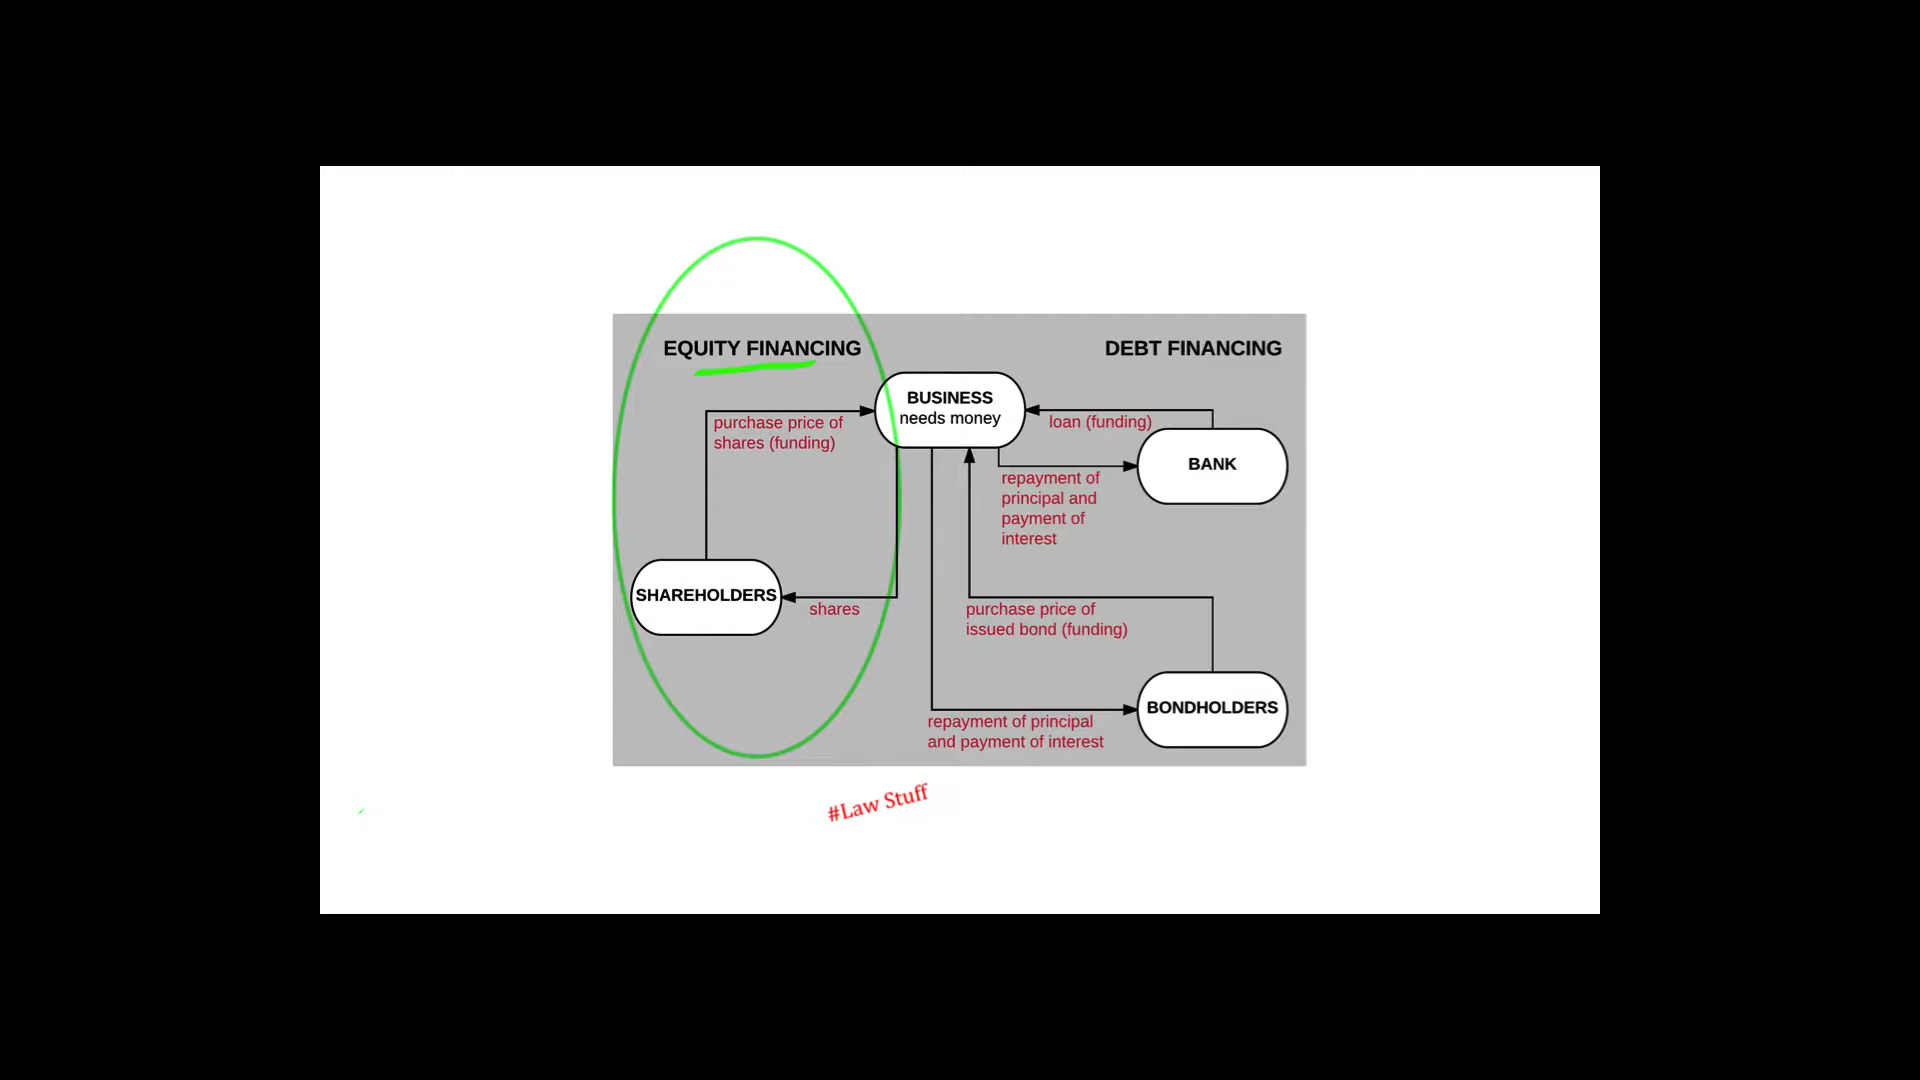 EQUITY FINANCING
DEBT FINANCING
BUSINESS
needs money
purchase price of
shares (funding)
loan (funding)
BANK
repayment of
principal and
payment of
interest
SHAREHOLDERS
shares
purchase price of
issued bond (funding)
BONDHOLDERS
repayment of principal
and payment of interest
#Law Stuff